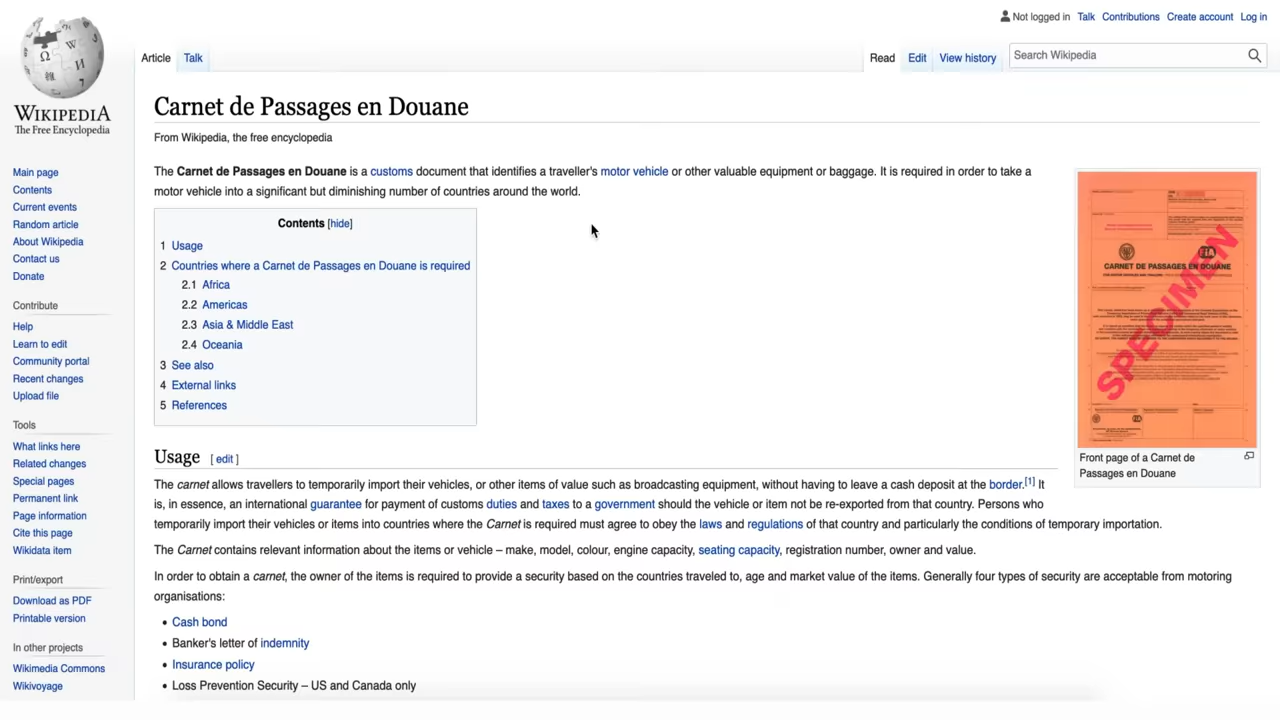 Not logged in Talk Contributions Create account Log in
Article Talk
Read Edit View history Search Wikipedia
WIKIPEDIA
The Free Encyclopedia
Main page
Contents
Current events
Random article
About Wikipedia
Contact us
Donate
Contribute
Help
Learn to edit
Community portal
Recent changes
Upload file
Tools
What links here
Related changes
Special pages
Permanent link
Page information
Cite this page
Wikidata item
Print/export
Download as PDF
Printable version
In other projects
Wikimedia Commons
Wikivoyage
Carnet de Passages en Douane
From Wikipedia, the free encyclopedia
The Carnet de Passages en Douane is a customs document that identifies a traveller's motor vehicle or other valuable equipment or baggage. It is required in order to take a
motor vehicle into a significant but diminishing number of countries around the world.
Contents [hide]
1 Usage
2 Countries where a Carnet de Passages en Douane is required
2.1 Africa
2.2 Americas
2.3 Asia & Middle East
2.4 Oceania
3 See also
4 External links
5 References
CARNET DE PASSAGES EN DOUANE
SPECIMEN
Front page of a Carnet de
Passages en Douane
Usage [ edit ]
The carnet allows travellers to temporarily import their vehicles, or other items of value such as broadcasting equipment, without having to leave a cash deposit at the border.[1] It
is, in essence, an international guarantee for payment of customs duties and taxes to a government should the vehicle or item not be re-exported from that country. Persons who
temporarily import their vehicles or items into countries where the Carnet is required must agree to obey the laws and regulations of that country and particularly the conditions of temporary importation.
The Carnet contains relevant information about the items or vehicle – make, model, colour, engine capacity, seating capacity, registration number, owner and value.
In order to obtain a carnet, the owner of the items is required to provide a security based on the countries traveled to, age and market value of the items. Generally four types of security are acceptable from motoring
organisations:
• Cash bond
• Banker's letter of indemnity
• Insurance policy
• Loss Prevention Security – US and Canada only